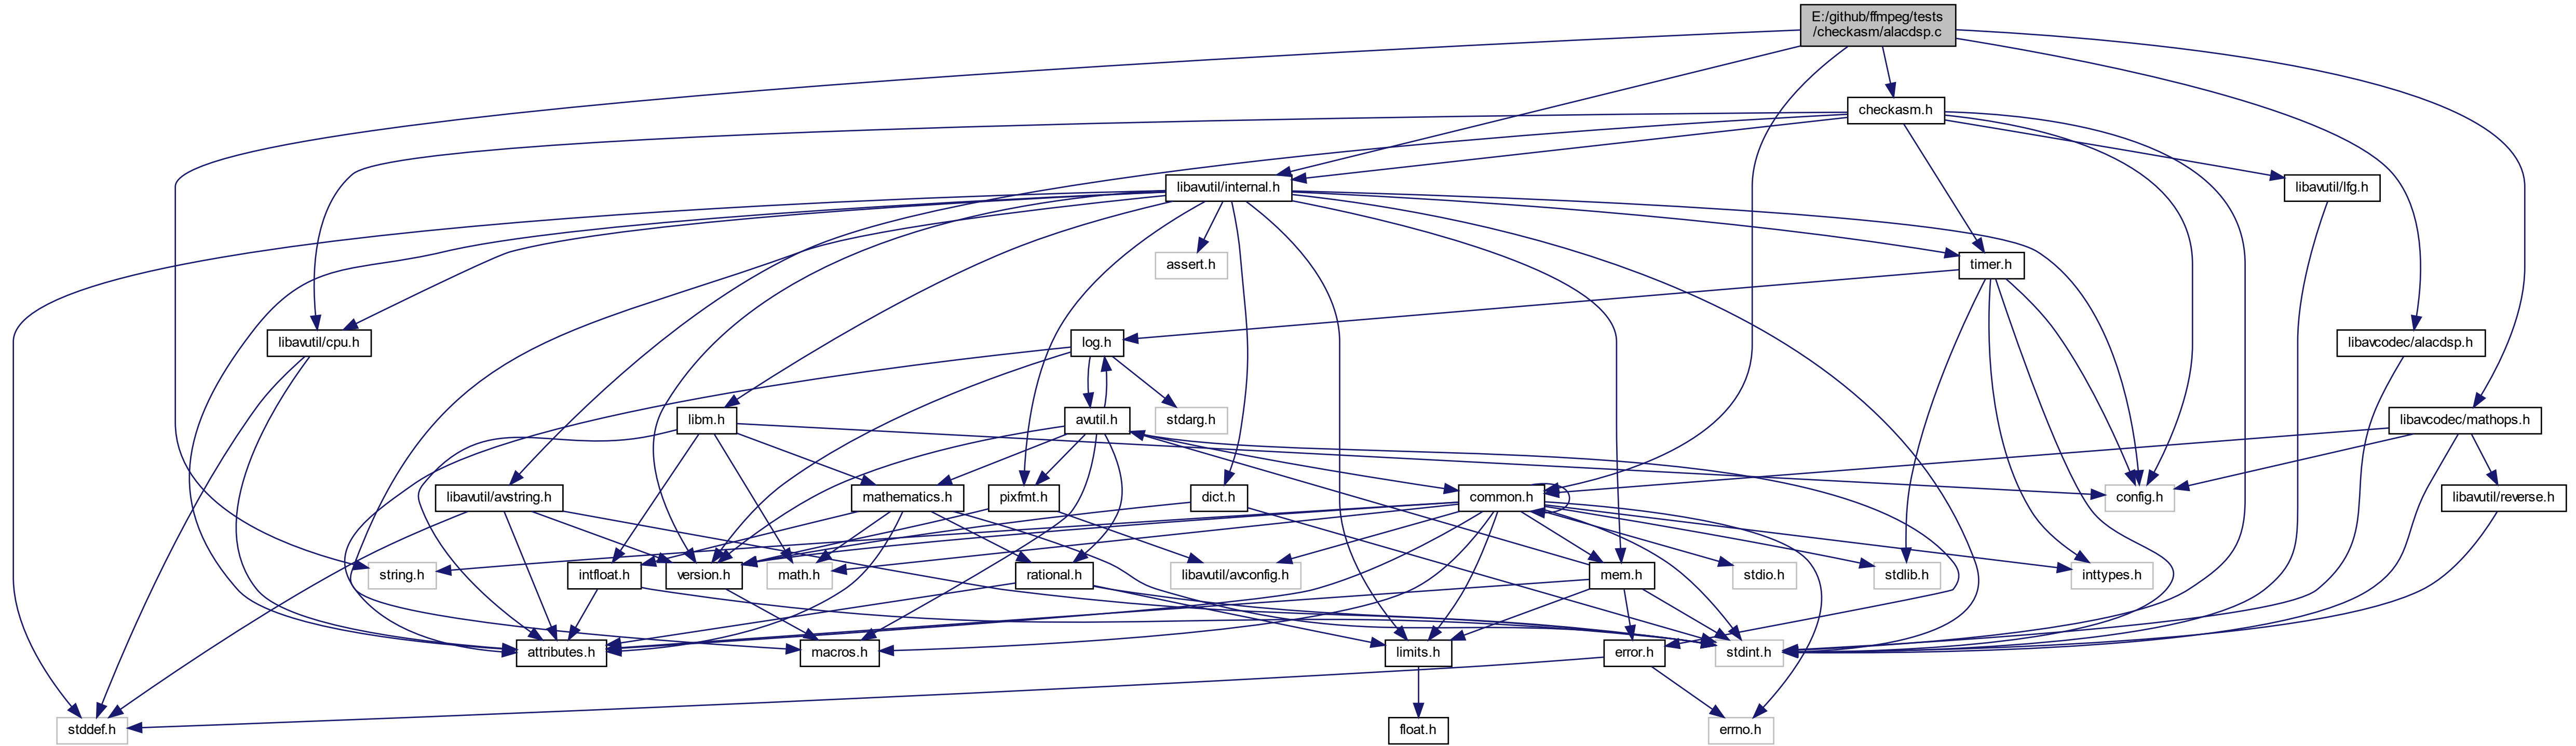 E:/github/ffmpeg/tests
/checkasm/alacdsp.c
checkasm.h
libavutil/internal.h
libavutil/lfg.h
assert.h
timer.h
libavutil/cpu.h
log.h
libavcodec/alacdsp.h
libm.h
avutil.h
stdarg.h
libavcodec/mathops.h
libavutil/avstring.h
mathematics.h
pixfmt.h
dict.h
common.h
config.h
libavutil/reverse.h
string.h
intfloat.h
version.h
math.h
rational.h
libavutil/avconfig.h
mem.h
stdio.h
stdlib.h
inttypes.h
attributes.h
macros.h
limits.h
error.h
stdint.h
stddef.h
float.h
errno.h